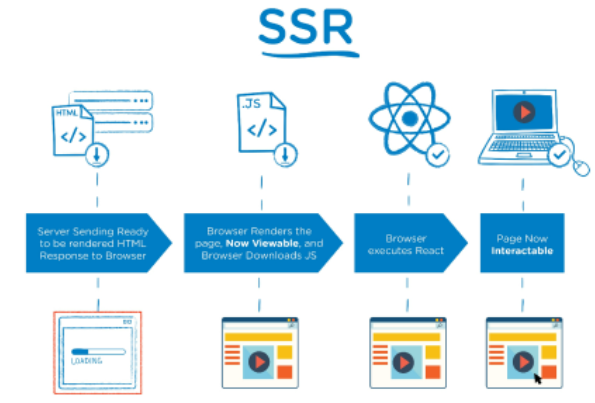 SSR
HTML
</>
.JS
</>
Server Sending Ready
to be rendered HTML
Response to Browser
Browser Renders the
page, Now Viewable, and
Browser Downloads JS
Browser
executes React
Page Now
Interactable
LOADING